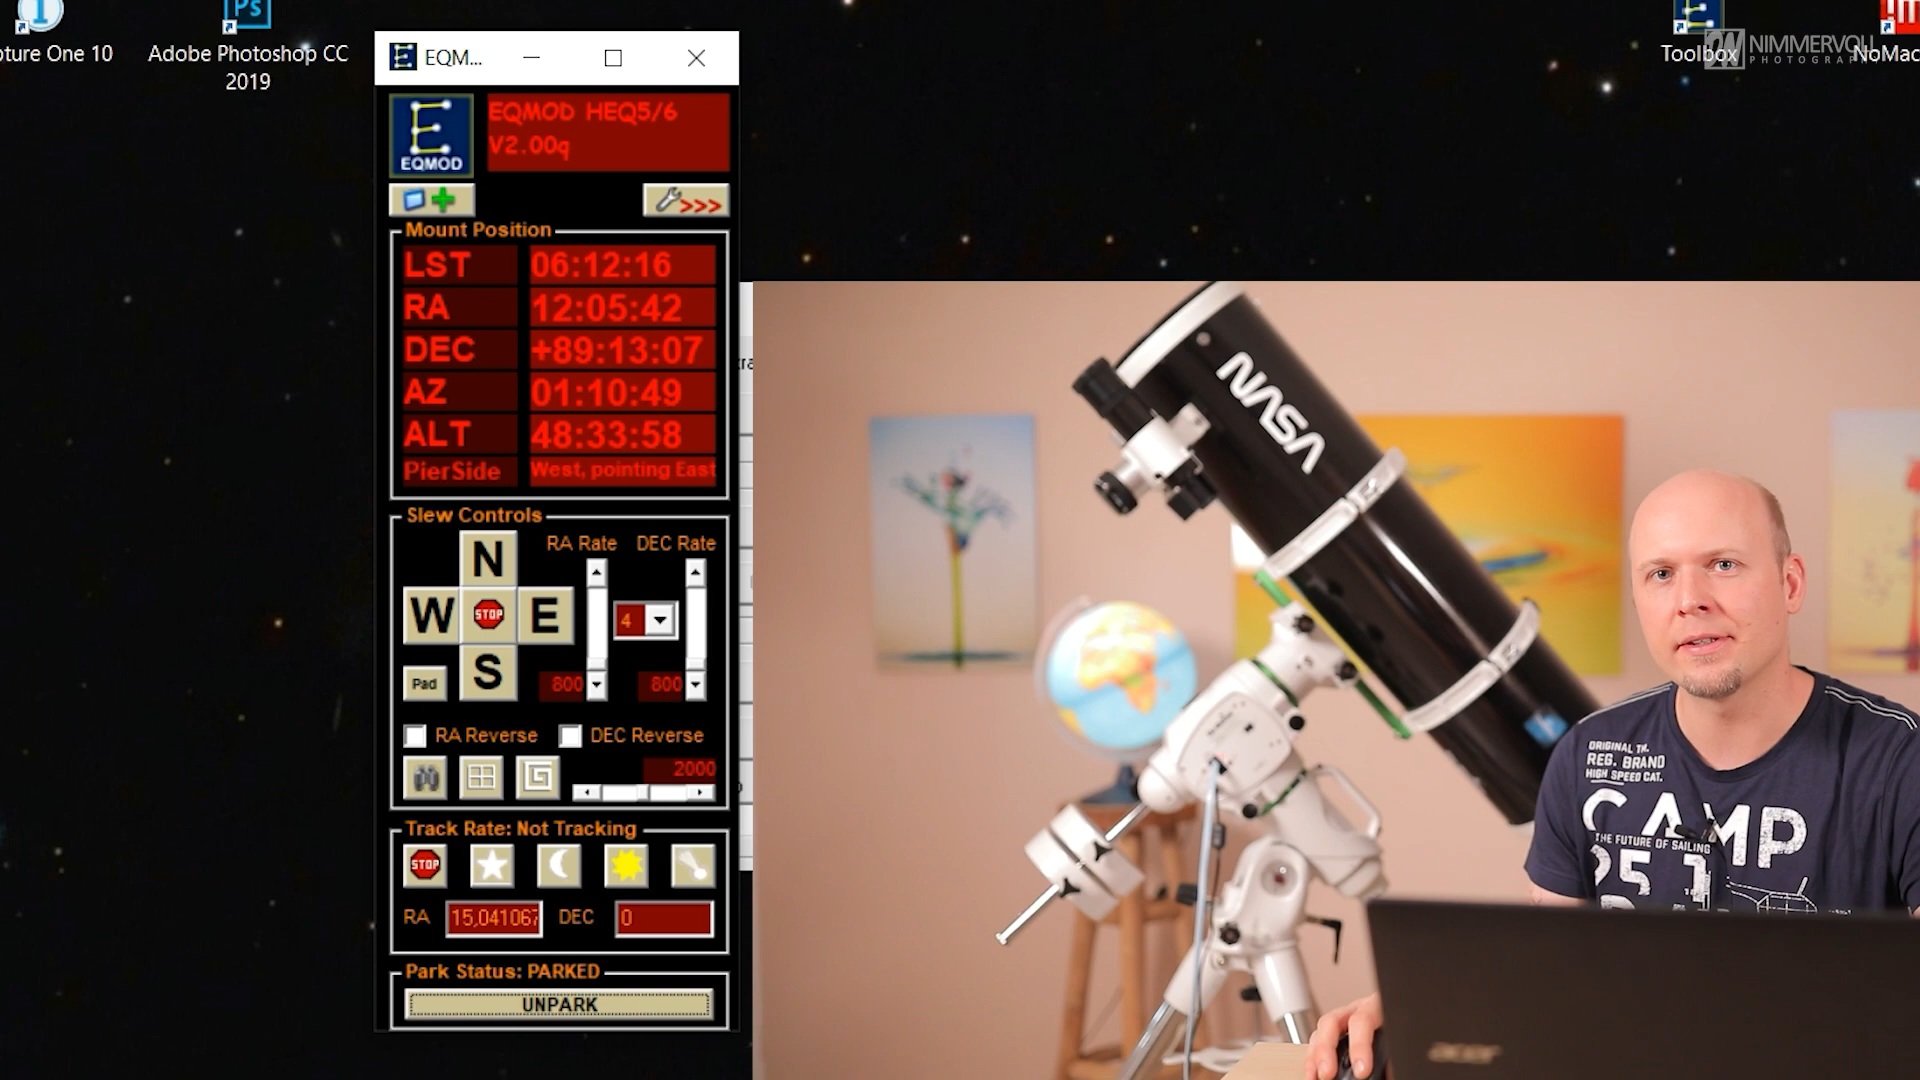 pture One 10
Adobe Photoshop CC
2019
Ps
EQM...
EQMOD
EQMOD HEQ5/6
V2.00q
>>>
Mount Position
LST 06:12:16
RA 12:05:42
DEC +89:13:07
AZ 01:10:49
ALT 48:33:58
PierSide West, pointing East
Slew Controls
RA Rate DEC Rate
N
W STOP E
S
4
Pad
800 800
RA Reverse DEC Reverse
2000
Track Rate: Not Tracking
STOP
RA 15,041067 DEC 0
Park Status: PARKED
UNPARK
Toolbox
NoMac
NIMMERVOLL
PHOTOGRAPHY
NASA
ORIGINAL TM.
REG. BRAND
HIGH SPEED CAT.
CAMP
THE FUTURE OF SAILING
25.1
acer